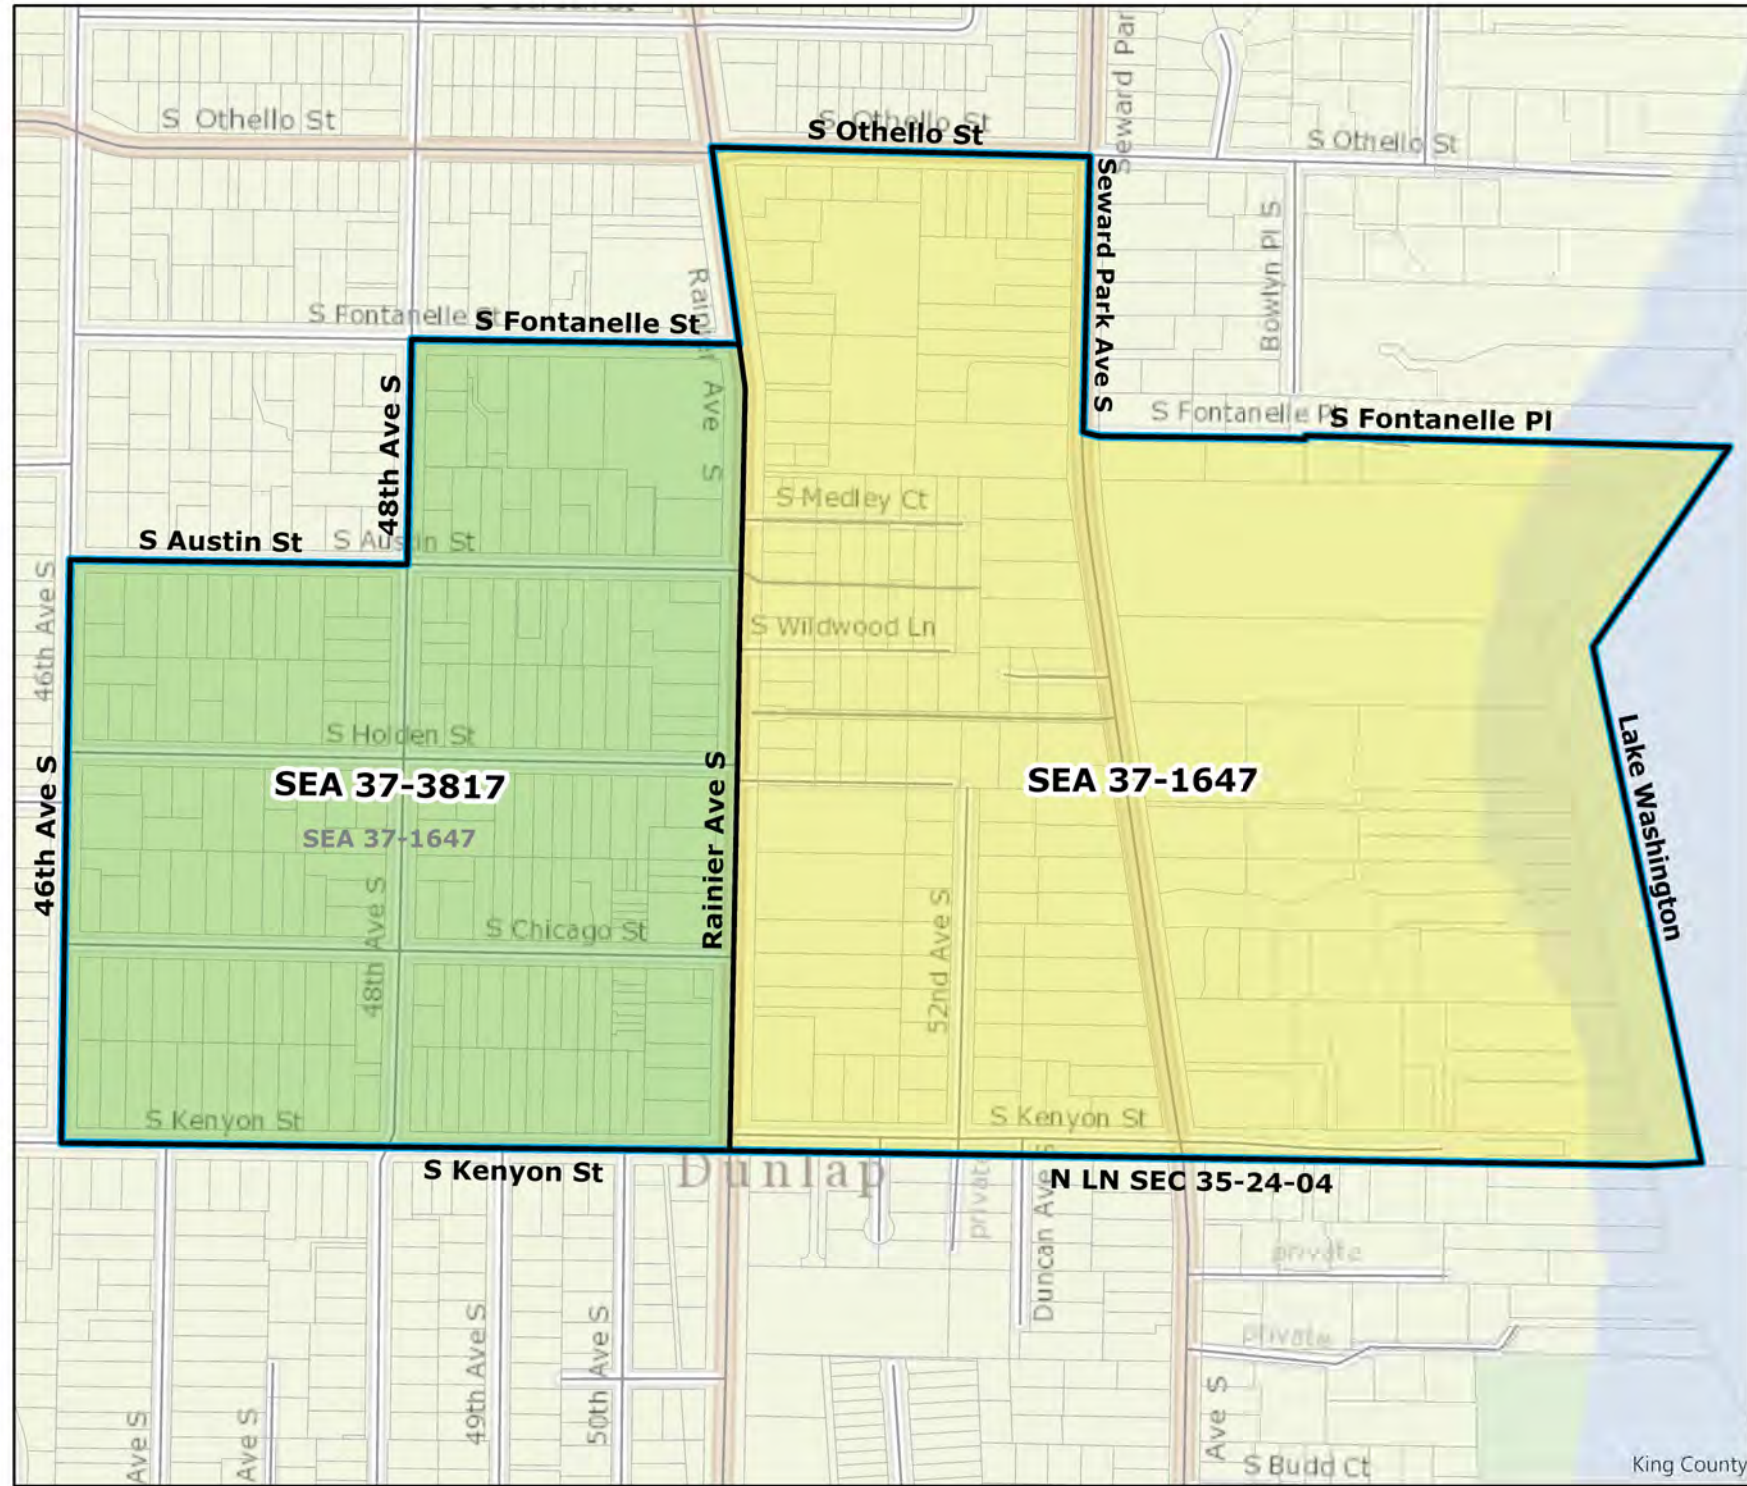 Seward Par
S Othello St
S Othello St
S Othello St
S Othello St
Seward Park Ave S
Bowlyn Pl S
Rainier Ave S
S Fontanelle St
S Fontanelle St
48th Ave S
S Fontanelle Pl
S Fontanelle Pl
S Medley Ct
S Austin St
S Austin St
46th Ave S
S Wildwood Ln
S Holden St
SEA 37-3817
SEA 37-1647
SEA 37-1647
Lake Washington
46th Ave S
Rainier Ave S
48th Ave S
S Chicago St
52nd Ave S
S Kenyon St
S Kenyon St
S Kenyon St
Dunlap
private
Duncan Ave S
N LN SEC 35-24-04
private
private
49th Ave S
50th Ave S
Ave S
Ave S
Ave S
S Budd Ct
King County